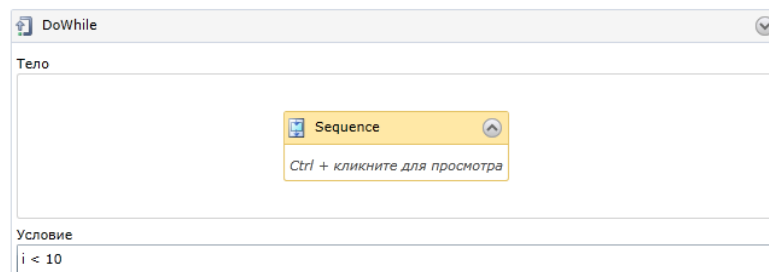 DoWhile
Тело
Sequence
Ctrl + кликните для просмотра
Условие
i < 10